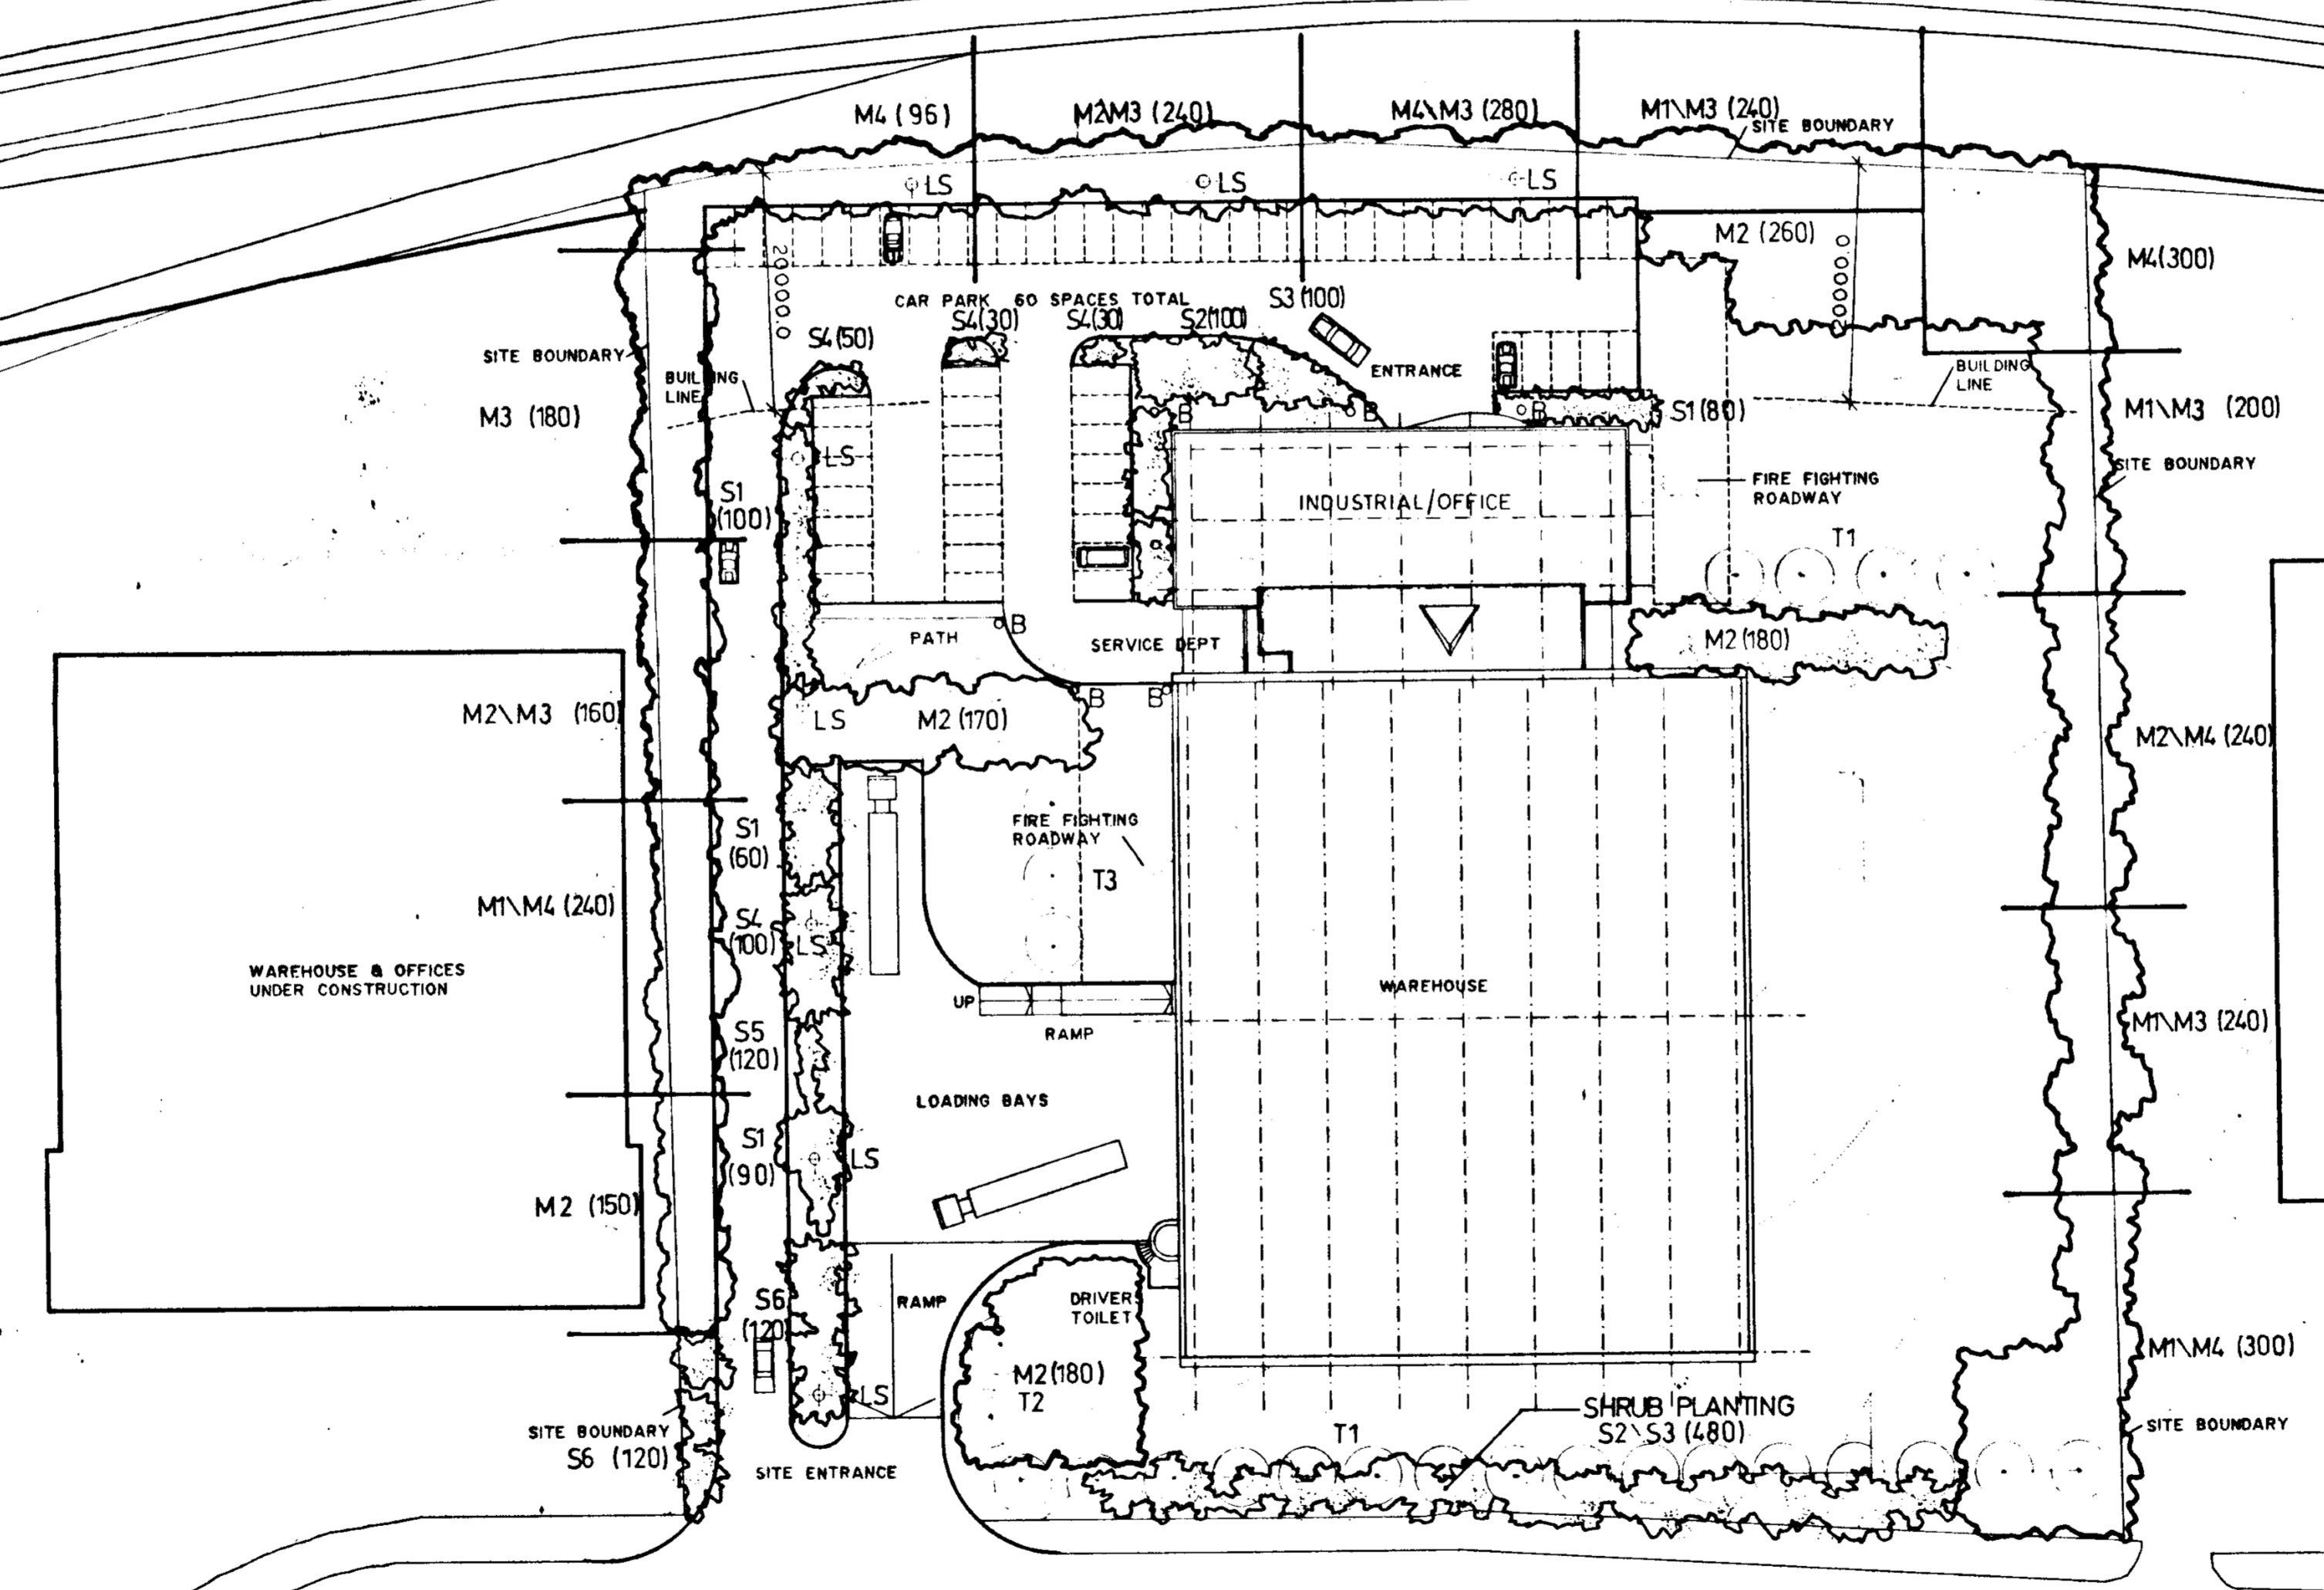 M4 (96)
M2\M3 (240)
M4\M3 (280)
M1\M3 (240)
SITE BOUNDARY
LS
LS
LS
M2 (260)
20000.0
20000.0
M4(300)
CAR PARK 60 SPACES TOTAL
S3 (100)
S4(50)
S4(30)
S4(30)
S2(100)
SITE BOUNDARY
BUILDING
LINE
ENTRANCE
BUILDING
LINE
M3 (180)
B
B
B
S1(80)
M1\M3 (200)
LS
SITE BOUNDARY
S1
(100)
INDUSTRIAL/OFFICE
FIRE FIGHTING
ROADWAY
T1
B
PATH
SERVICE DEPT
M2(180)
M2\M3 (160)
LS
M2(170)
B
B
M2\M4 (240)
S1
(60)
FIRE FIGHTING
ROADWAY
T3
M1\M4 (240)
S4
(100)
LS
WAREHOUSE & OFFICES
UNDER CONSTRUCTION
WAREHOUSE
UP
RAMP
S5
(120)
M1\M3 (240)
LOADING BAYS
S1
(90)
LS
M2 (150)
S6
(120)
RAMP
DRIVER
TOILET
M2(180)
T2
LS
M1\M4 (300)
SHRUB PLANTING
S2\S3 (480)
T1
SITE BOUNDARY
SITE BOUNDARY
S6 (120)
SITE ENTRANCE